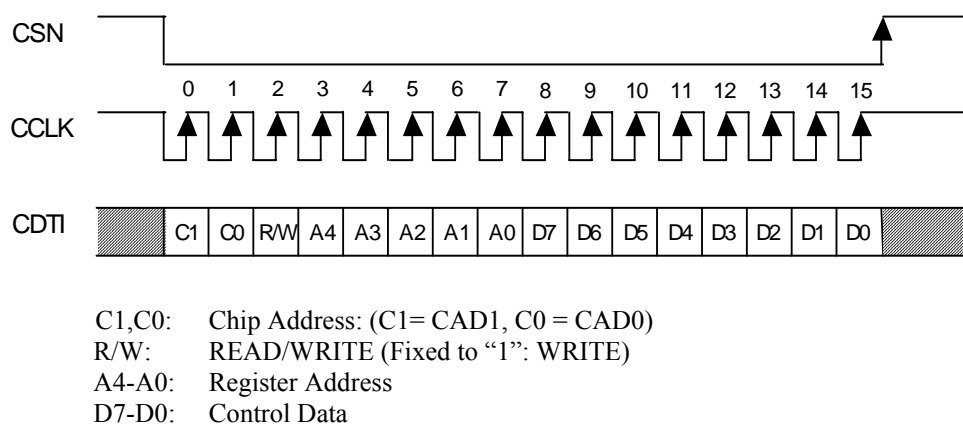 CSN
0 1 2 3 4 5 6 7 8 9 10 11 12 13 14 15
CCLK
CDTI C1 C0 R/W A4 A3 A2 A1 A0 D7 D6 D5 D4 D3 D2 D1 D0
C1,C0: Chip Address: (C1= CAD1, C0 = CAD0)
R/W: READ/WRITE (Fixed to “1”: WRITE)
A4-A0: Register Address
D7-D0: Control Data